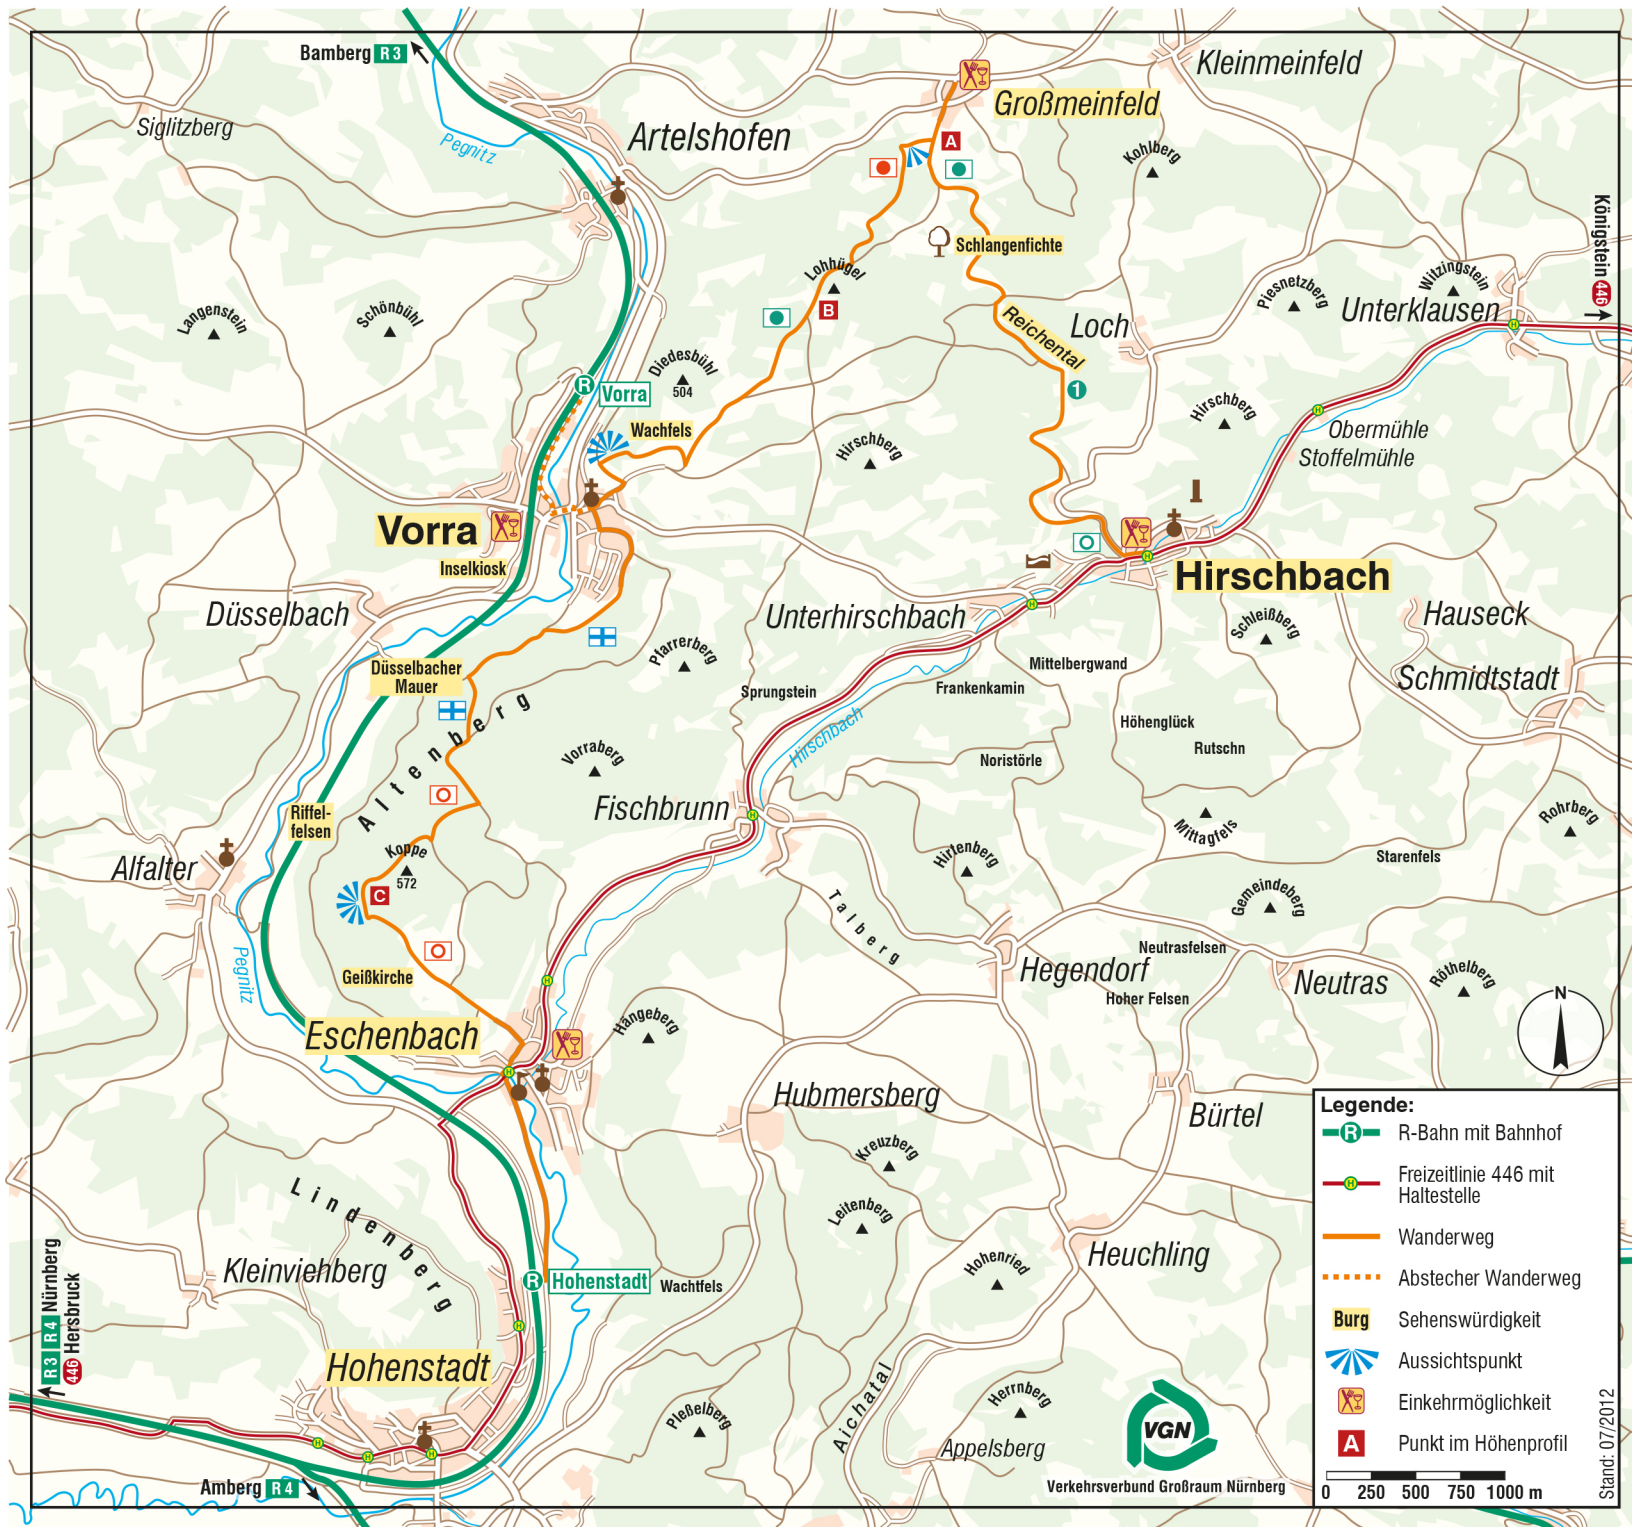 Bamberg R 3
Kleinmeinfeld
Großmeinfeld
Siglitzberg
Artelshofen
Pegnitz
A
Kohlberg
Königstein 446
Schlangenfichte
Lohhügel
B
Witzingstein
Piesnetzberg
Unterklausen
Langenstein
Schönbühl
Reichental
Loch
Diedesbühl
504
R
Vorra
1
Wachfels
Hirschberg
Hirschberg
Obermühle
Stoffelmühle
Vorra
Inselkiosk
Hirschbach
Düsselbach
Unterhirschbach
Hauseck
Schleißberg
Pfarrerberg
Düsselbacher
Mauer
Mittelbergwand
Schmidtstadt
Sprungstein
Frankenkamin
Altenberg
Hirschbach
Höhenglück
Rutschn
Vorraberg
Noristörle
Riffel-
felsen
Fischbrunn
Mittagfels
Rohrberg
Koppe
572
Alfalter
Hirtenberg
Starenfels
C
Talberg
Gemeindeberg
Neutrasfelsen
Pegnitz
Geißkirche
Hegendorf
Neutras
Röthelberg
Hoher Felsen
N
Eschenbach
Hängeberg
Hubmersberg
Bürtel
Kreuzberg
Lindenberg
Leitenberg
Kleinviehberg
Hohenried
Heuchling
R
Hohenstadt
Wachtfels
R 3 R 4 Nürnberg
446 Hersbruck
Hohenstadt
Aichatal
Herrnberg
Pleßelberg
Appelsberg
Amberg R 4
VGN
Verkehrsverbund Großraum Nürnberg
Legende:
R
R-Bahn mit Bahnhof
H
Freizeitlinie 446 mit
Haltestelle
Wanderweg
Abstecher Wanderweg
Burg
Sehenswürdigkeit
Aussichtspunkt
Einkehrmöglichkeit
A
Punkt im Höhenprofil
0 250 500 750 1000 m
Stand: 07/2012